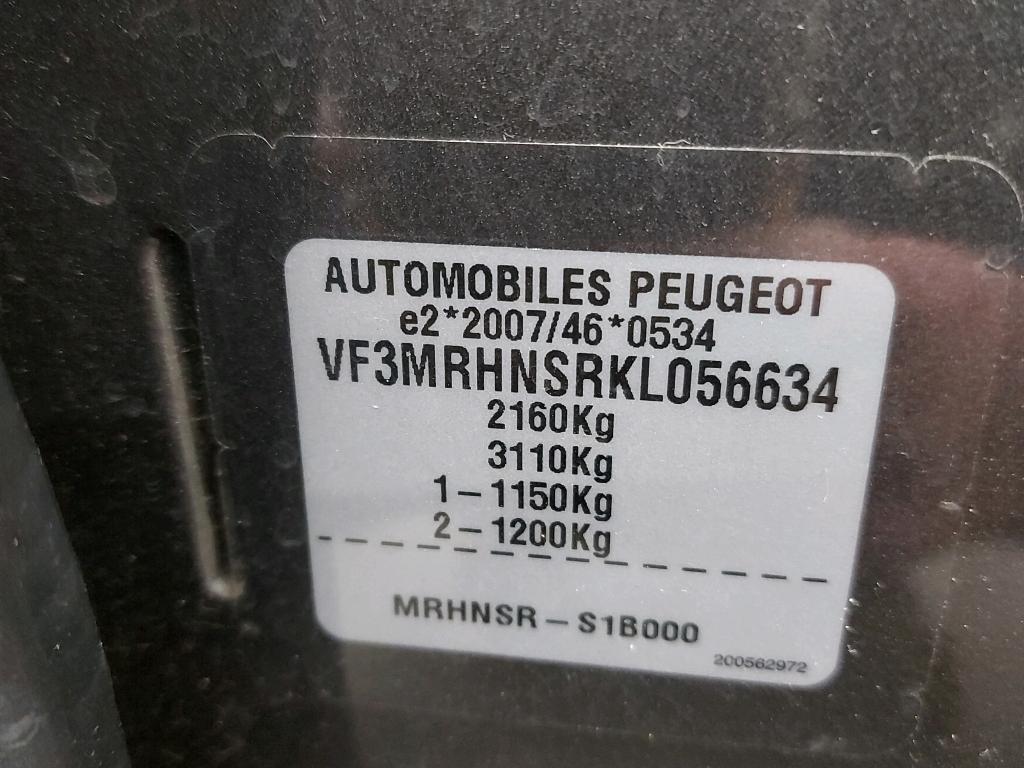 AUTOMOBILES PEUGEOT
e2*2007/46*0534
VF3MRHNSRKL056634
2160Kg
3110Kg
1-1150Kg
2-1200Kg
MRHNSR-S1B000
200562972